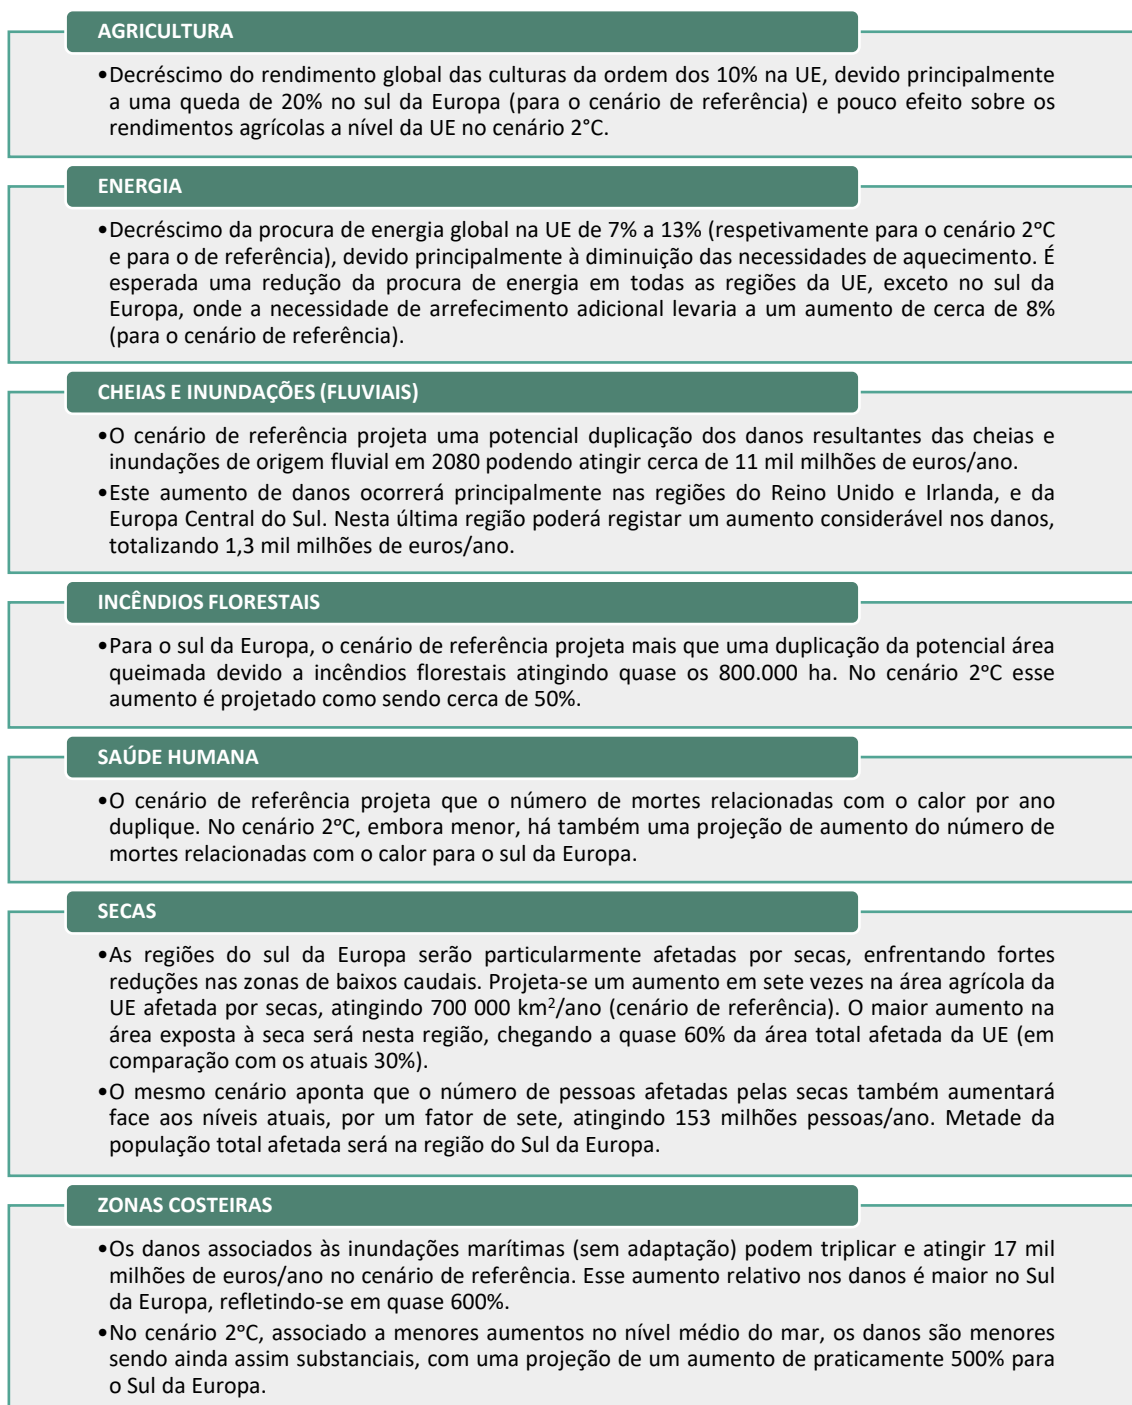 AGRICULTURA
•Decréscimo do rendimento global das culturas da ordem dos 10% na UE, devido principalmente
a uma queda de 20% no sul da Europa (para o cenário de referência) e pouco efeito sobre os
rendimentos agrícolas a nível da UE no cenário 2°C.
ENERGIA
•Decréscimo da procura de energia global na UE de 7% a 13% (respetivamente para o cenário 2ºC
e para o de referência), devido principalmente à diminuição das necessidades de aquecimento. É
esperada uma redução da procura de energia em todas as regiões da UE, exceto no sul da
Europa, onde a necessidade de arrefecimento adicional levaria a um aumento de cerca de 8%
(para o cenário de referência).
CHEIAS E INUNDAÇÕES (FLUVIAIS)
•O cenário de referência projeta uma potencial duplicação dos danos resultantes das cheias e
inundações de origem fluvial em 2080 podendo atingir cerca de 11 mil milhões de euros/ano.
•Este aumento de danos ocorrerá principalmente nas regiões do Reino Unido e Irlanda, e da
Europa Central do Sul. Nesta última região poderá registar um aumento considerável nos danos,
totalizando 1,3 mil milhões de euros/ano.
INCÊNDIOS FLORESTAIS
•Para o sul da Europa, o cenário de referência projeta mais que uma duplicação da potencial área
queimada devido a incêndios florestais atingindo quase os 800.000 ha. No cenário 2ºC esse
aumento é projetado como sendo cerca de 50%.
SAÚDE HUMANA
•O cenário de referência projeta que o número de mortes relacionadas com o calor por ano
duplique. No cenário 2ºC, embora menor, há também uma projeção de aumento do número de
mortes relacionadas com o calor para o sul da Europa.
SECAS
•As regiões do sul da Europa serão particularmente afetadas por secas, enfrentando fortes
reduções nas zonas de baixos caudais. Projeta-se um aumento em sete vezes na área agrícola da
UE afetada por secas, atingindo 700 000 km²/ano (cenário de referência). O maior aumento na
área exposta à seca será nesta região, chegando a quase 60% da área total afetada da UE (em
comparação com os atuais 30%).
•O mesmo cenário aponta que o número de pessoas afetadas pelas secas também aumentará
face aos níveis atuais, por um fator de sete, atingindo 153 milhões pessoas/ano. Metade da
população total afetada será na região do Sul da Europa.
ZONAS COSTEIRAS
•Os danos associados às inundações marítimas (sem adaptação) podem triplicar e atingir 17 mil
milhões de euros/ano no cenário de referência. Esse aumento relativo nos danos é maior no Sul
da Europa, refletindo-se em quase 600%.
•No cenário 2ºC, associado a menores aumentos no nível médio do mar, os danos são menores
sendo ainda assim substanciais, com uma projeção de um aumento de praticamente 500% para
o Sul da Europa.